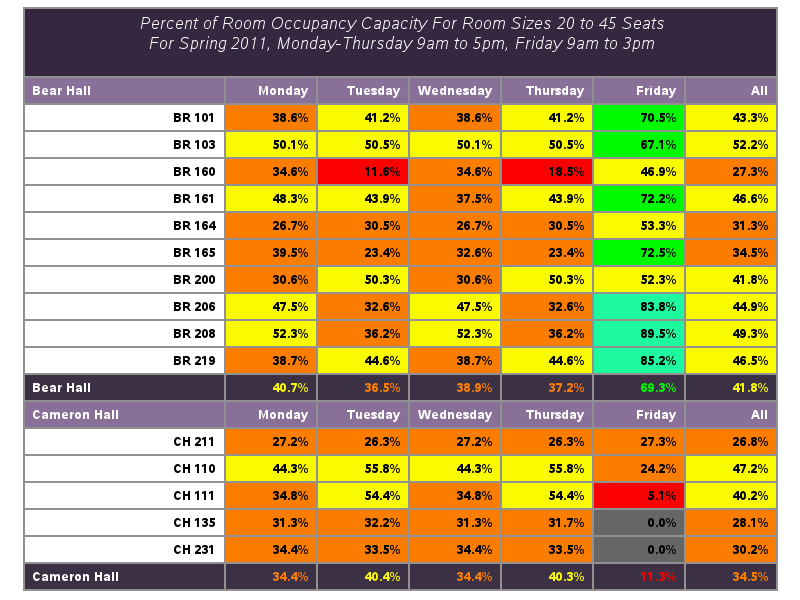 Percent of Room Occupancy Capacity For Room Sizes 20 to 45 Seats
For Spring 2011, Monday-Thursday 9am to 5pm, Friday 9am to 3pm
Bear Hall Monday Tuesday Wednesday Thursday Friday All
BR 101 38.6% 41.2% 38.6% 41.2% 70.5% 43.3%
BR 103 50.1% 50.5% 50.1% 50.5% 67.1% 52.2%
BR 160 34.6% 11.6% 34.6% 18.5% 46.9% 27.3%
BR 161 48.3% 43.9% 37.5% 43.9% 72.2% 46.6%
BR 164 26.7% 30.5% 26.7% 30.5% 53.3% 31.3%
BR 165 39.5% 23.4% 32.6% 23.4% 72.5% 34.5%
BR 200 30.6% 50.3% 30.6% 50.3% 52.3% 41.8%
BR 206 47.5% 32.6% 47.5% 32.6% 83.8% 44.9%
BR 208 52.3% 36.2% 52.3% 36.2% 89.5% 49.3%
BR 219 38.7% 44.6% 38.7% 44.6% 85.2% 46.5%
Bear Hall 40.7% 36.5% 38.9% 37.2% 69.3% 41.8%
Cameron Hall Monday Tuesday Wednesday Thursday Friday All
CH 211 27.2% 26.3% 27.2% 26.3% 27.3% 26.8%
CH 110 44.3% 55.8% 44.3% 55.8% 24.2% 47.2%
CH 111 34.8% 54.4% 34.8% 54.4% 5.1% 40.2%
CH 135 31.3% 32.2% 31.3% 31.7% 0.0% 28.1%
CH 231 34.4% 33.5% 34.4% 33.5% 0.0% 30.2%
Cameron Hall 34.4% 40.4% 34.4% 40.3% 11.3% 34.5%